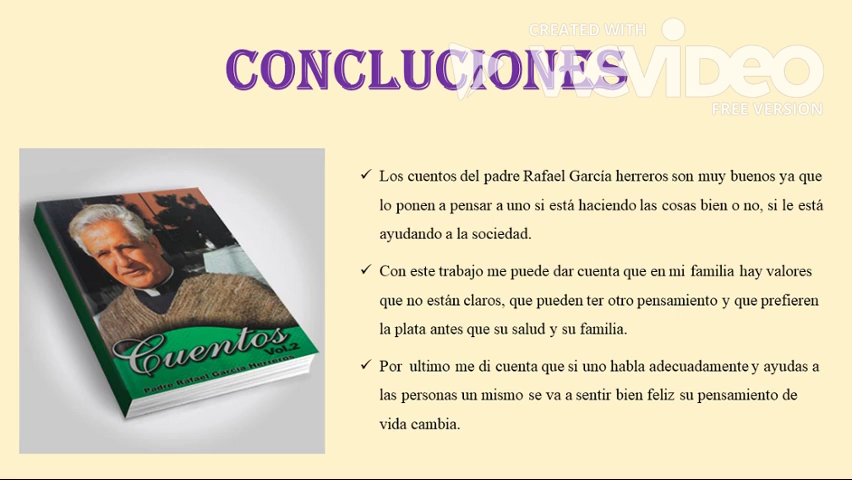 CREATED WITH
WSVIDEO
FREE VERSION
CONCLUCIONES
Los cuentos del padre Rafael García herreros son muy buenos ya que
lo ponen a pensar a uno si está haciendo las cosas bien o no, si le está
ayudando a la sociedad.
Con este trabajo me puede dar cuenta que en mi familia hay valores
que no están claros, que pueden ter otro pensamiento y que prefieren
la plata antes que su salud y su familia.
Por ultimo me di cuenta que si uno habla adecuadamente y ayudas a
las personas un mismo se va a sentir bien feliz su pensamiento de
vida cambia.
Cuentos
Vol.2
Padre Rafael García Herreros